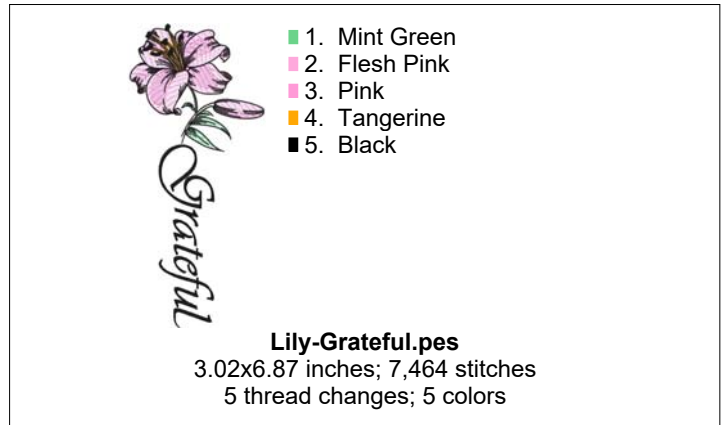 1. Mint Green
2. Flesh Pink
3. Pink
4. Tangerine
5. Black
Grateful
Lily-Grateful.pes
3.02x6.87 inches; 7,464 stitches
5 thread changes; 5 colors